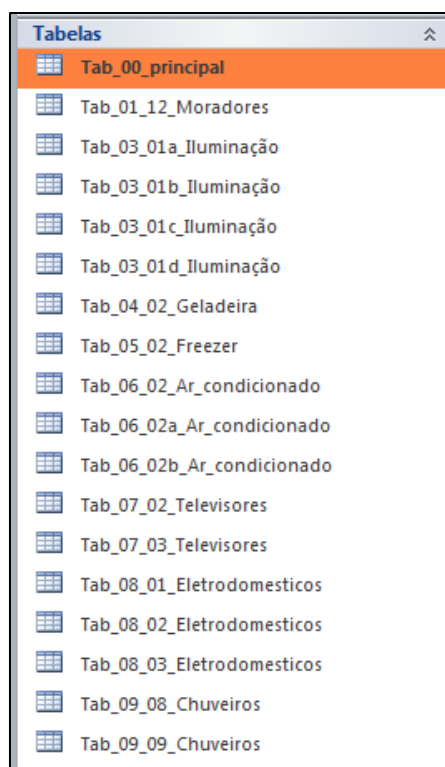 Tabelas
Tab_00_principal
Tab_01_12_Moradores
Tab_03_01a_Iluminação
Tab_03_01b_Iluminação
Tab_03_01c_Iluminação
Tab_03_01d_Iluminação
Tab_04_02_Geladeira
Tab_05_02_Freezer
Tab_06_02_Ar_condicionado
Tab_06_02a_Ar_condicionado
Tab_06_02b_Ar_condicionado
Tab_07_02_Televisores
Tab_07_03_Televisores
Tab_08_01_Eletrodomesticos
Tab_08_02_Eletrodomesticos
Tab_08_03_Eletrodomesticos
Tab_09_08_Chuveiros
Tab_09_09_Chuveiros